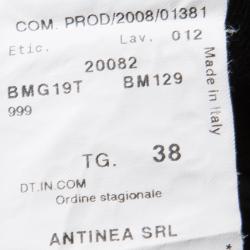 COM. PROD/2008/01381
Etic. Lav. 012
20082
BMG19T BM129
999
Made in Italy
TG. 38
DT.IN.COM
Ordine stagionale
ANTINEA SRL